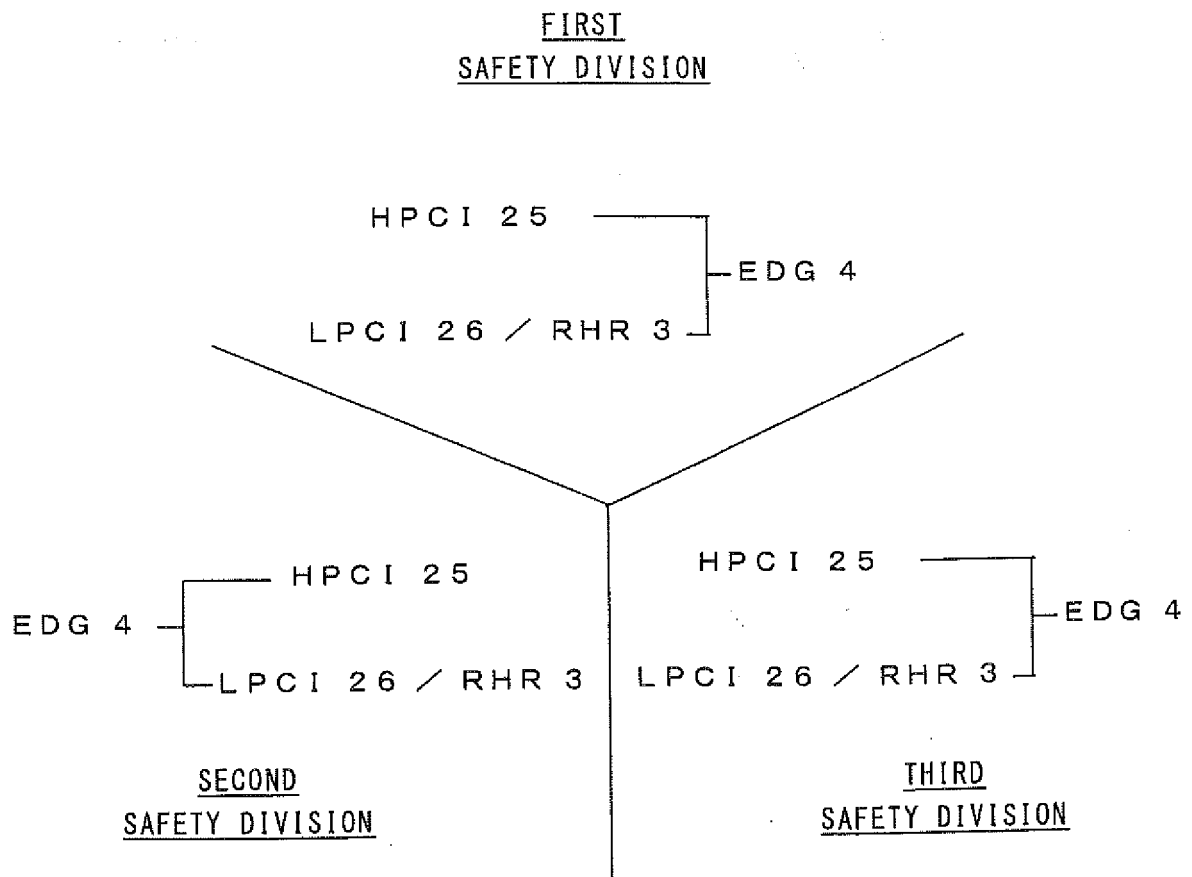 FIRST
SAFETY DIVISION
HPCI 25
EDG 4
LPCI 26 / RHR 3
HPCI 25
EDG 4
LPCI 26 / RHR 3
SECOND
SAFETY DIVISION
HPCI 25
EDG 4
LPCI 26 / RHR 3
THIRD
SAFETY DIVISION